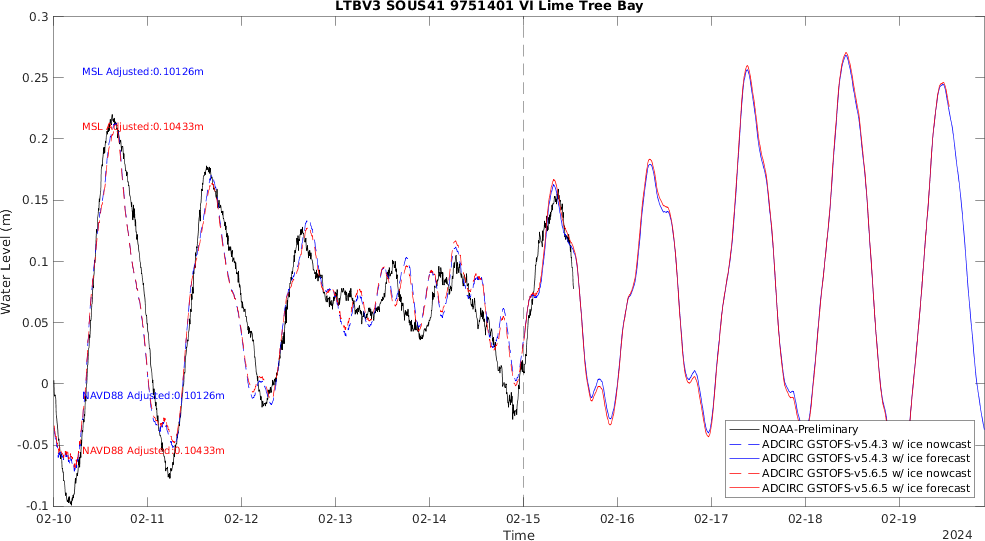 LTBV3 SOUS41 9751401 VI Lime Tree Bay
0.3
0.25
0.2
0.15
0.1
0.05
0
-0.05
-0.1
Water Level (m)
MSL Adjusted:0.10126m
MSL Adjusted:0.10433m
NAVD88 Adjusted:0.10126m
NAVD88 Adjusted:0.10433m
NOAA-Preliminary
ADCIRC GSTOFS-v5.4.3 w/ ice nowcast
ADCIRC GSTOFS-v5.4.3 w/ ice forecast
ADCIRC GSTOFS-v5.6.5 w/ ice nowcast
ADCIRC GSTOFS-v5.6.5 w/ ice forecast
02-10 02-11 02-12 02-13 02-14 02-15 02-16 02-17 02-18 02-19
Time
2024